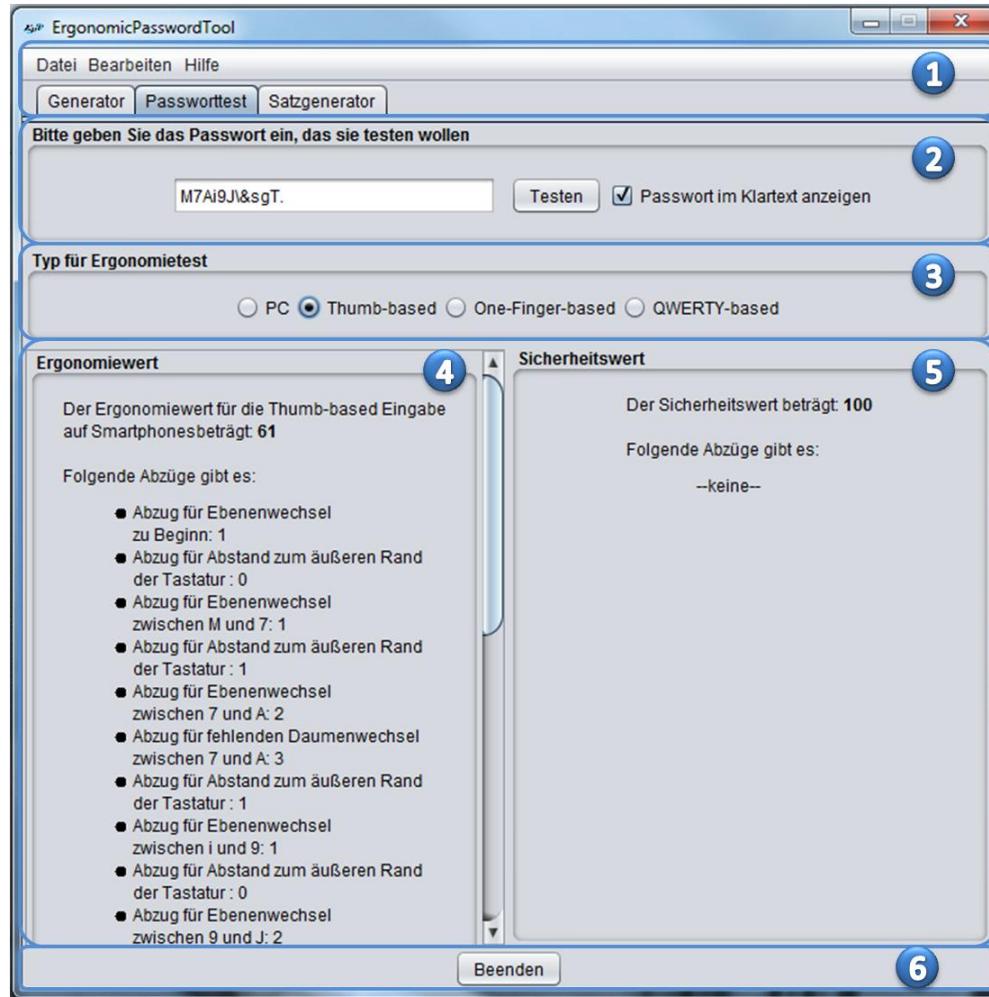 ErgonomicPasswordTool
Datei Bearbeiten Hilfe
1
Generator Passworttest Satzgenerator
Bitte geben Sie das Passwort ein, das sie testen wollen
2
M7Ai9J\&sgT. Testen Passwort im Klartext anzeigen
Typ für Ergonomietest
3
PC Thumb-based One-Finger-based QWERTY-based
Ergonomiewert
4
Der Ergonomiewert für die Thumb-based Eingabe
auf Smartphonesbeträgt: 61
Folgende Abzüge gibt es:
Abzug für Ebenenwechsel
zu Beginn: 1
Abzug für Abstand zum äußeren Rand
der Tastatur : 0
Abzug für Ebenenwechsel
zwischen M und 7: 1
Abzug für Abstand zum äußeren Rand
der Tastatur : 1
Abzug für Ebenenwechsel
zwischen 7 und A: 2
Abzug für fehlenden Daumenwechsel
zwischen 7 und A: 3
Abzug für Abstand zum äußeren Rand
der Tastatur : 1
Abzug für Ebenenwechsel
zwischen i und 9: 1
Abzug für Abstand zum äußeren Rand
der Tastatur : 0
Abzug für Ebenenwechsel
zwischen 9 und J: 2
Sicherheitswert
5
Der Sicherheitswert beträgt: 100
Folgende Abzüge gibt es:
--keine--
Beenden
6